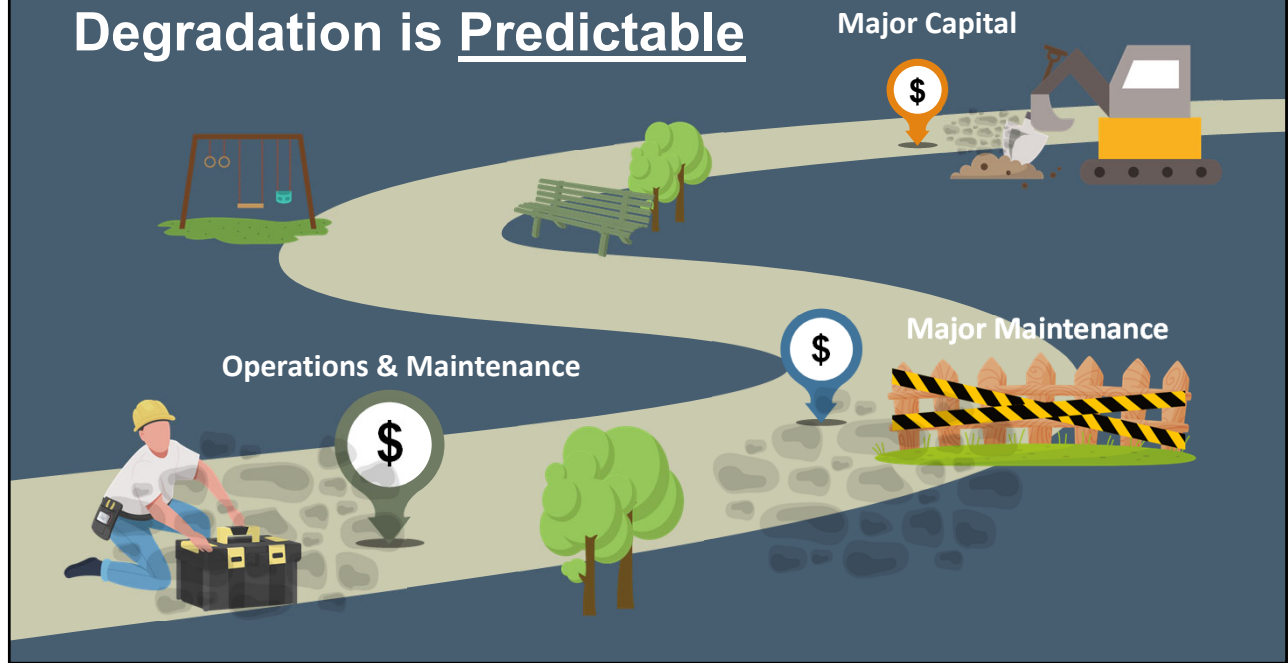 Degradation is Predictable
Major Capital
$
$
Major Maintenance
Operations & Maintenance
$